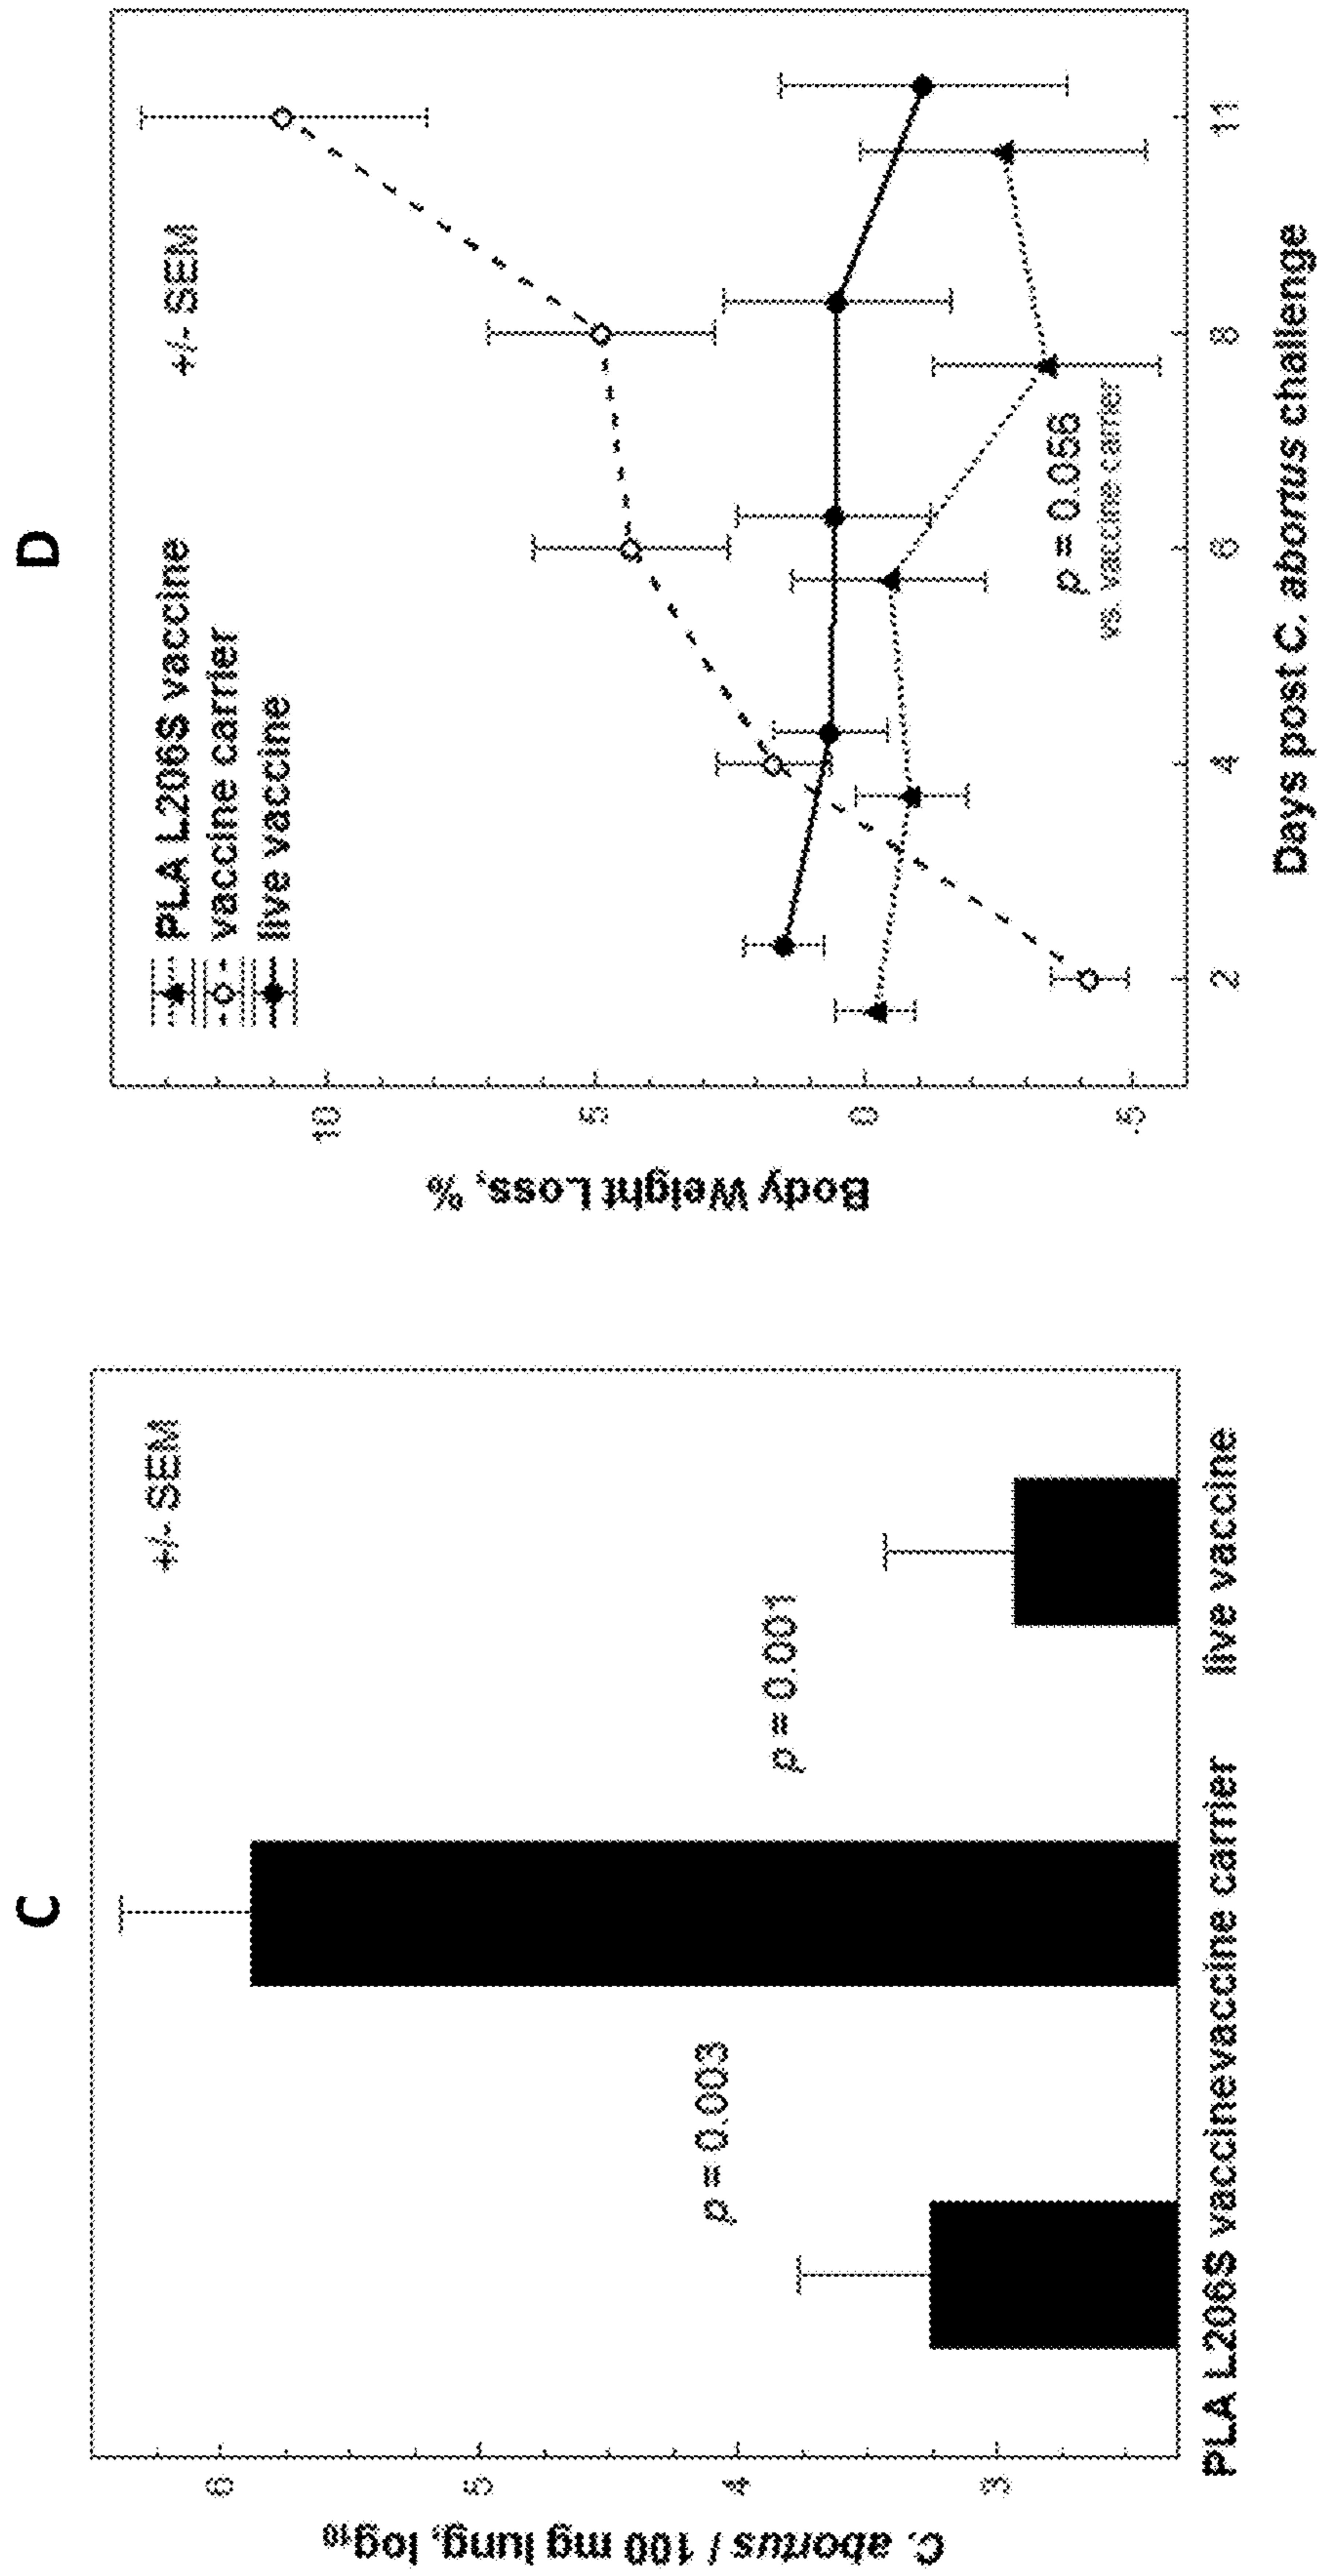 C
+/- SEM
p = 0.003
p = 0.001
6
5
4
3
C. abortus / 100 mg lung, log10
PLA L206S vaccinevaccine carrier
live vaccine
D
PLA L206S vaccine
vaccine carrier
live vaccine
+/- SEM
10
5
0
-5
Body Weight Loss, %
p = 0.056
vs. vaccine carrier
2
4
6
8
11
Days post C. abortus challenge